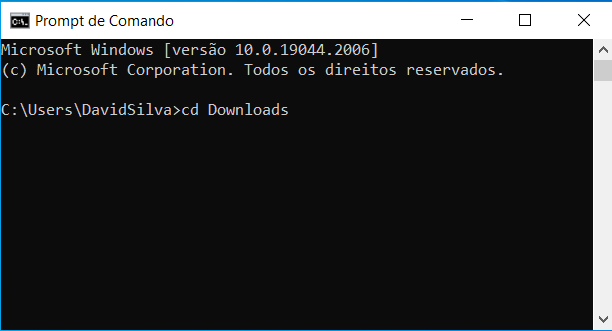 Prompt de Comando
Microsoft Windows [versão 10.0.19044.2006]
(c) Microsoft Corporation. Todos os direitos reservados.
C:\Users\DavidSilva>cd Downloads